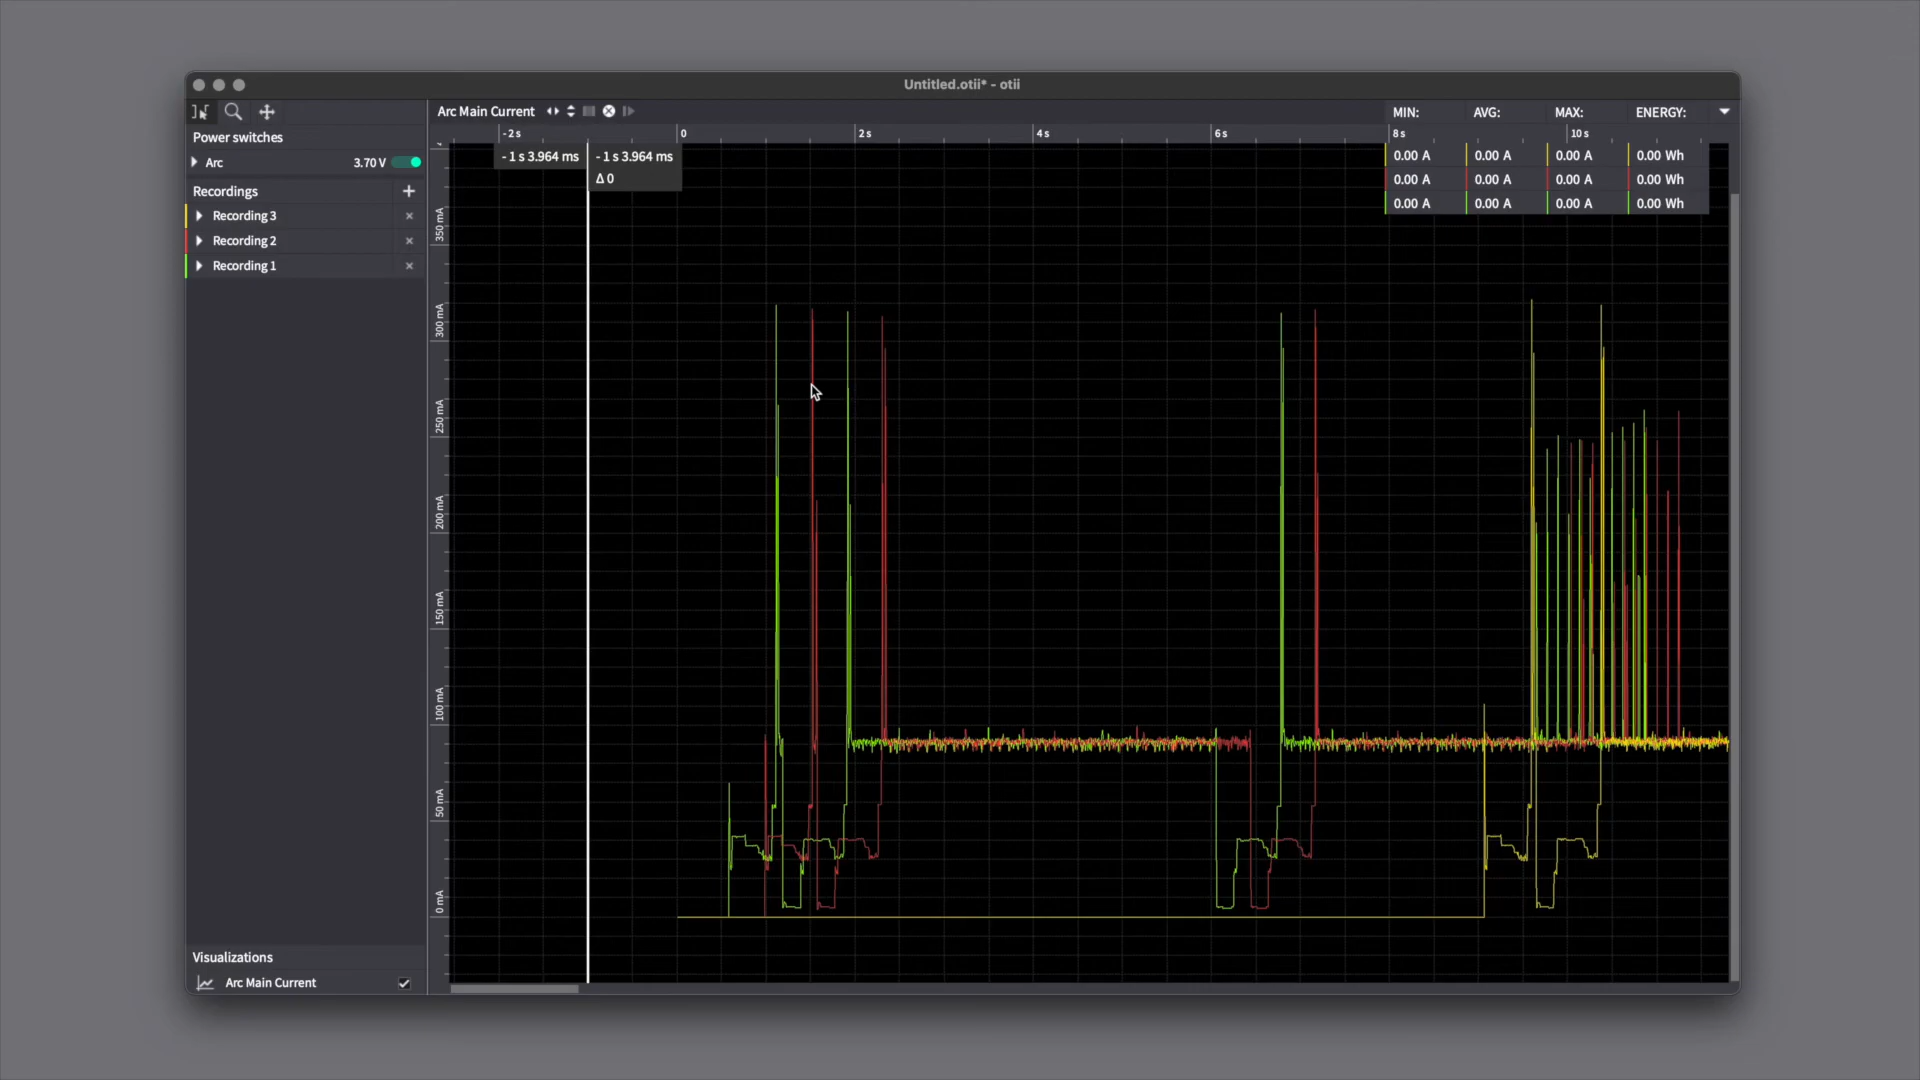 Untitled.otii* - otii
Arc Main Current
MIN: AVG: MAX: ENERGY:
Power switches
Arc 3.70 V
Recordings
Recording 3
Recording 2
Recording 1
-2 s 0 2 s 4 s 6 s 8 s 10 s
- 1 s 3.964 ms
- 1 s 3.964 ms
Δ 0
0.00 A 0.00 A 0.00 A 0.00 Wh
0.00 A 0.00 A 0.00 A 0.00 Wh
0.00 A 0.00 A 0.00 A 0.00 Wh
350 mA
300 mA
250 mA
200 mA
150 mA
100 mA
50 mA
0 mA
Visualizations
Arc Main Current